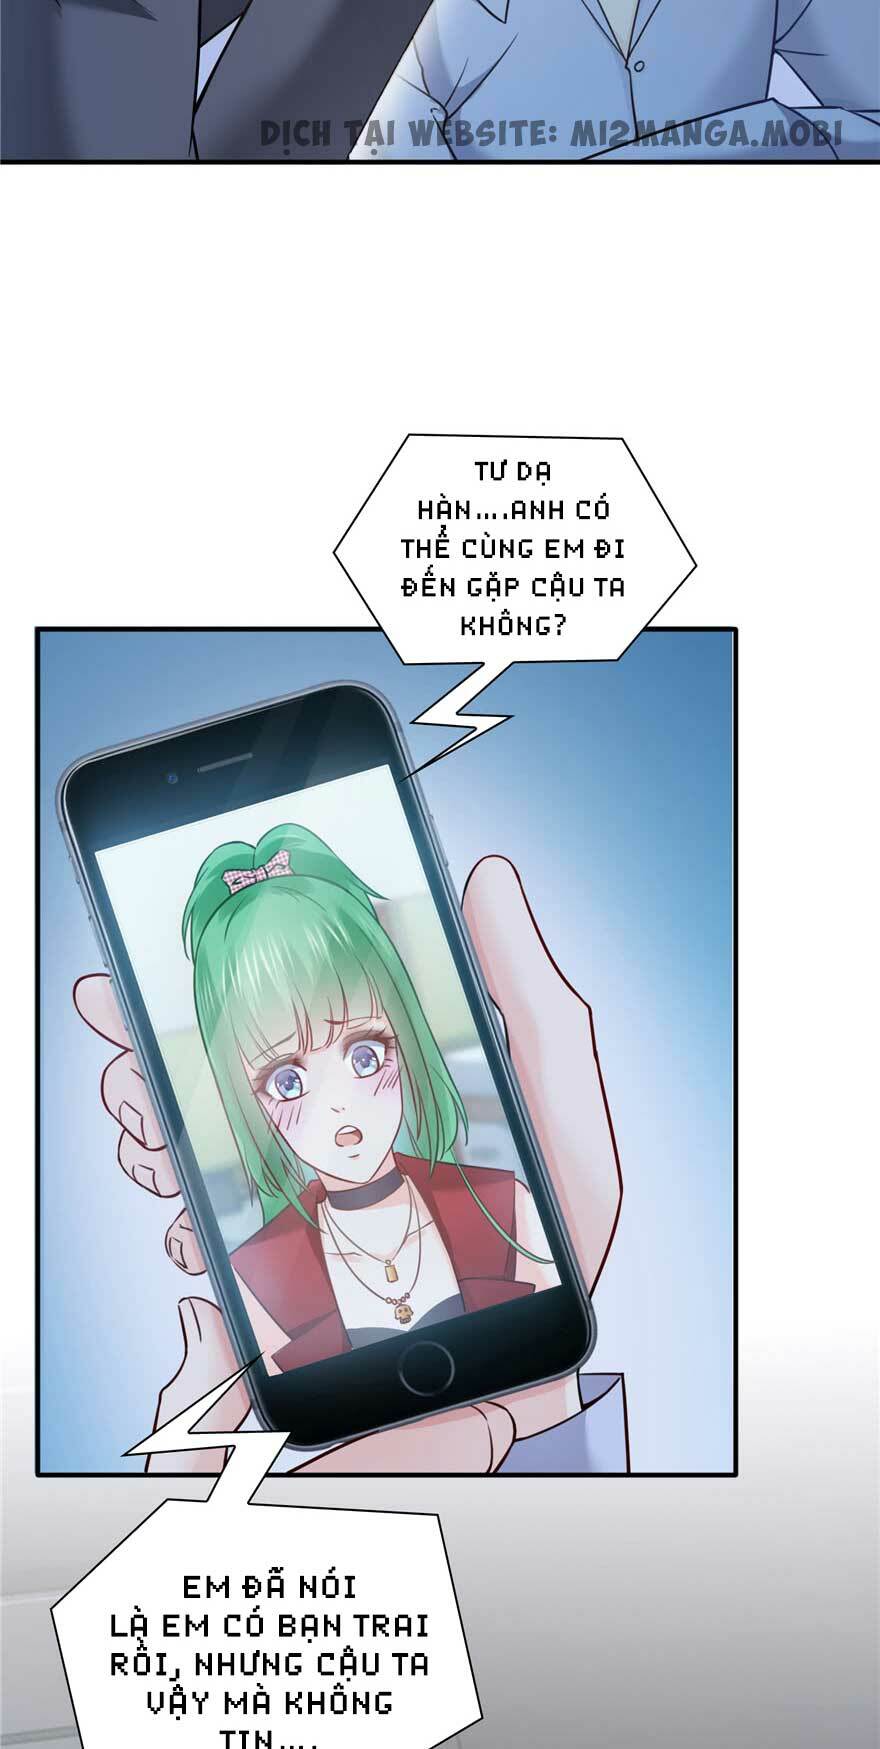 DỊCH TẠI WEBSITE: MI2MANGA.MOBI
TƯ DẠ
HÀN....ANH CÓ
THỂ CÙNG EM ĐI
ĐẾN GẶP CẬU TA
KHÔNG?
EM ĐÃ NÓI
LÀ EM CÓ BẠN TRAI
RỒI, NHƯNG CẬU TA
VẬY MÀ KHÔNG
TIN....